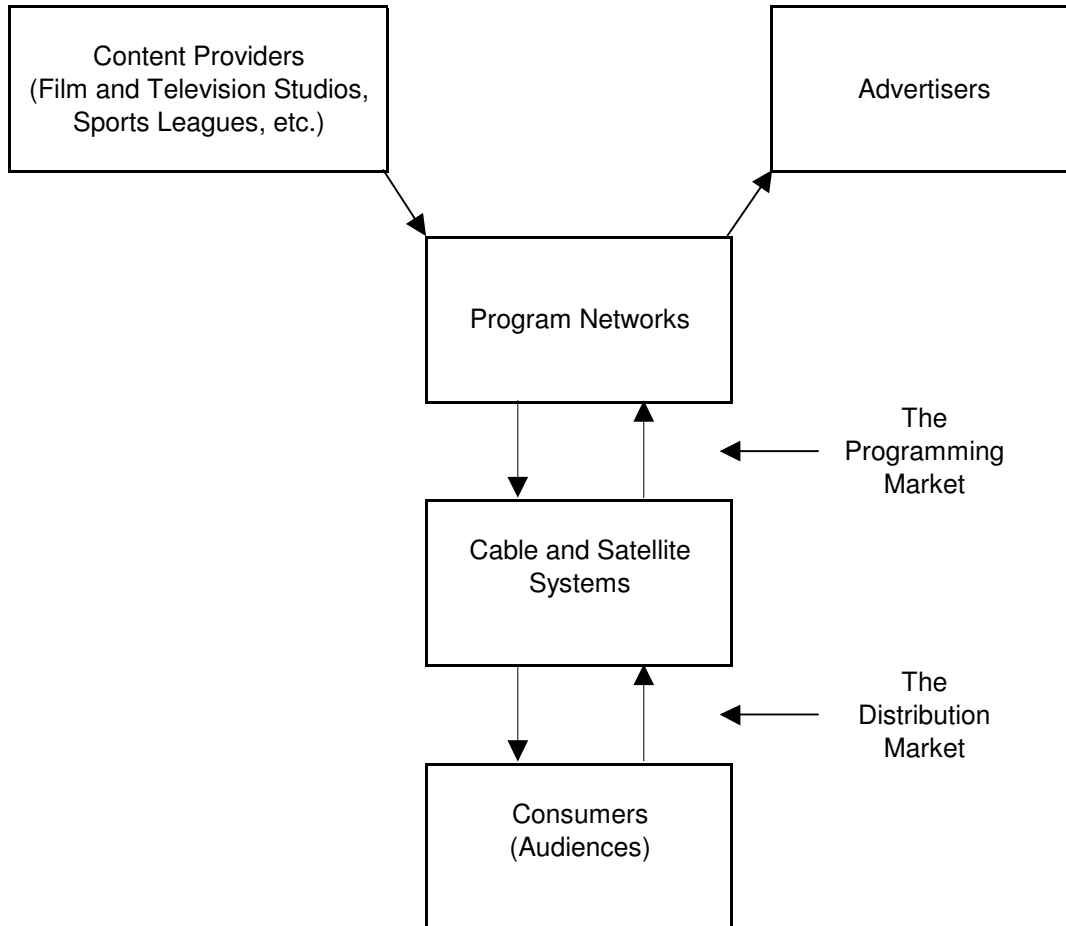 Content Providers
(Film and Television Studios,
Sports Leagues, etc.)
Advertisers
Program Networks
The
Programming
Market
Cable and Satellite
Systems
The
Distribution
Market
Consumers
(Audiences)